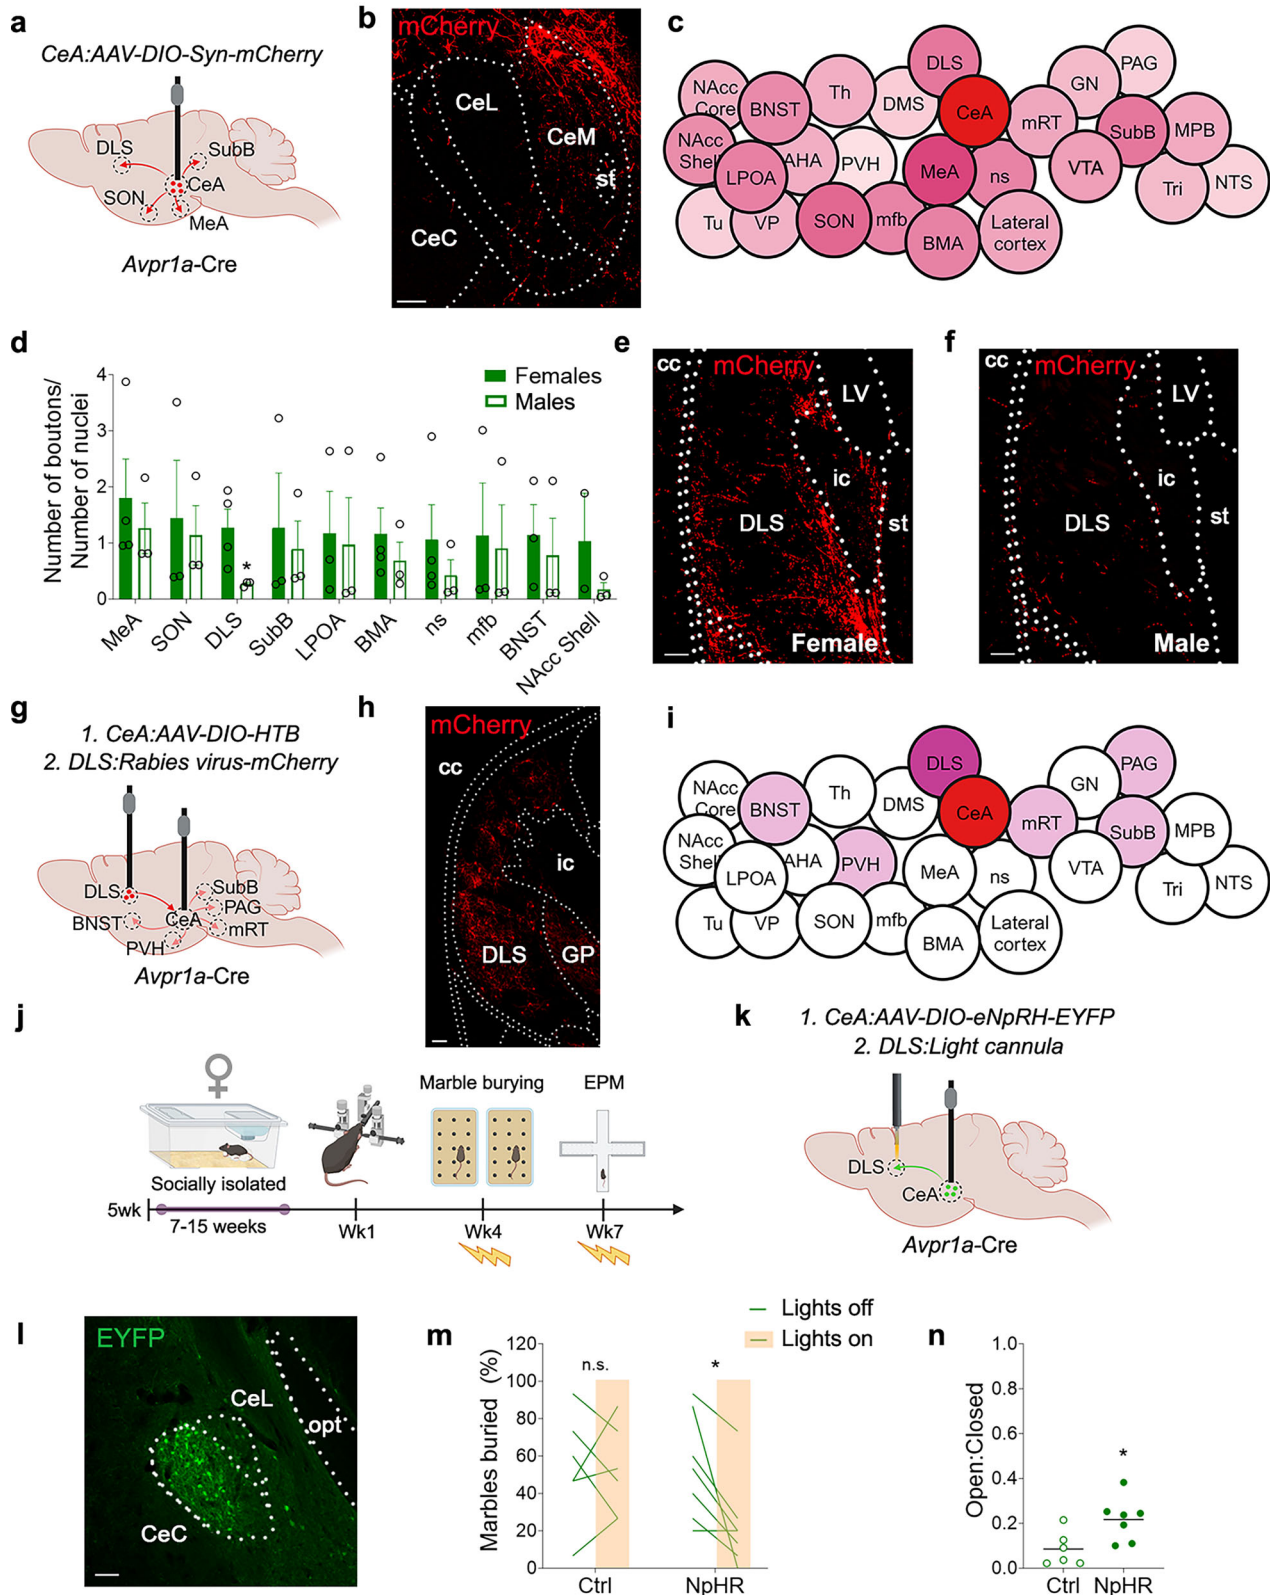 a
CeA:AAV-DIO-Syn-mCherry
DLS
SubB
CeA
SON
MeA
Avpr1a-Cre
b
mCherry
CeL
CeM
st
CeC
c
DLS
PAG
NAcc
Core
BNST
Th
DMS
CeA
GN
mRT
SubB
MPB
NAcc
Shell
AHA
PVH
LPOA
MeA
ns
VTA
Tri
NTS
Tu
VP
SON
mfb
BMA
Lateral
cortex
d
Number of boutons/
Number of nuclei
4
3
2
1
0
Females
Males
*
MeA
SON
DLS
SubB
LPOA
BMA
ns
mfb
BNST
NAcc Shell
e
cc
mCherry
LV
ic
DLS
st
Female
f
cc
mCherry
LV
ic
DLS
st
Male
g
1. CeA:AAV-DIO-HTB
2. DLS:Rabies virus-mCherry
DLS
SubB
PAG
BNST
CeA
mRT
PVH
Avpr1a-Cre
h
mCherry
cc
ic
DLS
GP
i
DLS
PAG
NAcc
Core
BNST
Th
DMS
CeA
GN
mRT
SubB
MPB
NAcc
Shell
AHA
PVH
LPOA
MeA
ns
VTA
Tri
NTS
Tu
VP
SON
mfb
BMA
Lateral
cortex
j
Marble burying
EPM
Socially isolated
5wk
7-15 weeks
Wk1
Wk4
Wk7
k
1. CeA:AAV-DIO-eNpRH-EYFP
2. DLS:Light cannula
DLS
CeA
Avpr1a-Cre
l
EYFP
CeL
opt
CeC
Lights off
Lights on
m
Marbles buried (%)
120
100
80
60
40
20
0
n.s.
*
Ctrl
NpHR
n
Open:Closed
1.0
0.8
0.6
0.4
0.2
0.0
*
Ctrl
NpHR